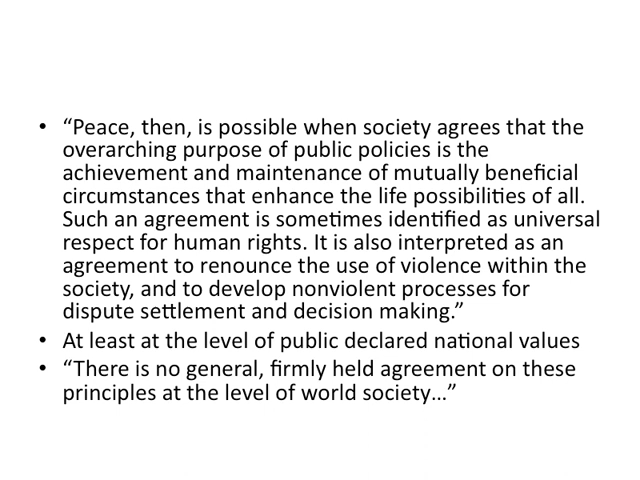 • “Peace, then, is possible when society agrees that the
overarching purpose of public policies is the
achievement and maintenance of mutually beneficial
circumstances that enhance the life possibilities of all.
Such an agreement is sometimes identified as universal
respect for human rights. It is also interpreted as an
agreement to renounce the use of violence within the
society, and to develop nonviolent processes for
dispute settlement and decision making.”
• At least at the level of public declared national values
• “There is no general, firmly held agreement on these
principles at the level of world society…”